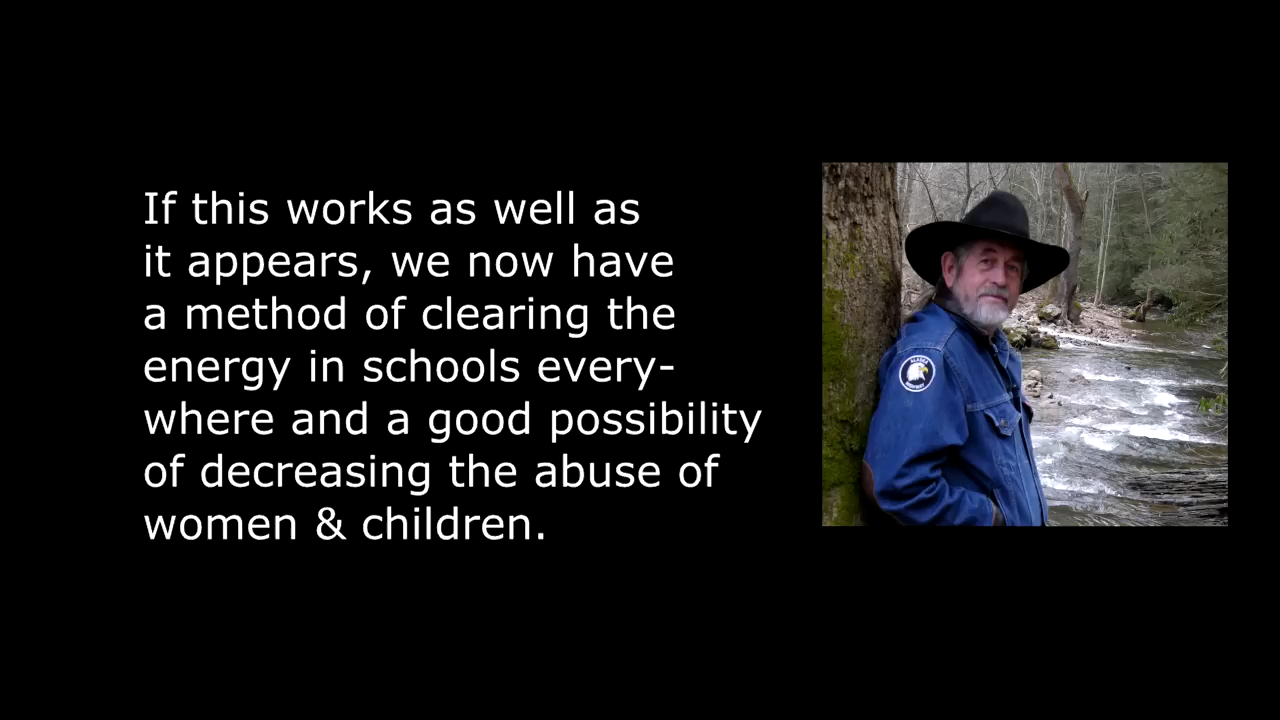 If this works as well as
it appears, we now have
a method of clearing the
energy in schools every-
where and a good possibility
of decreasing the abuse of
women & children.
ALASKA